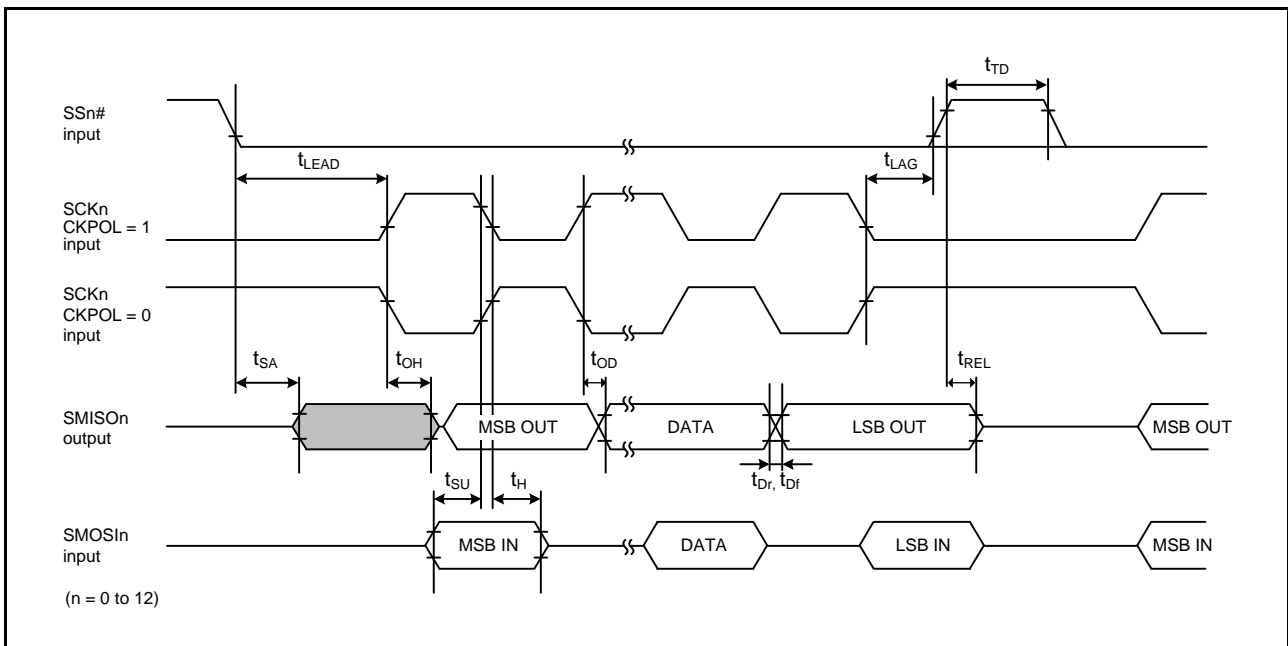 tTD
SSn#
input
tLEAD
tLAG
SCKn
CKPOL = 1
input
SCKn
CKPOL = 0
input
tSA
tOH
tOD
tREL
SMISOn
output
MSB OUT
DATA
LSB OUT
MSB OUT
tSU
tH
tDr, tDf
SMOSIn
input
MSB IN
DATA
LSB IN
MSB IN
(n = 0 to 12)